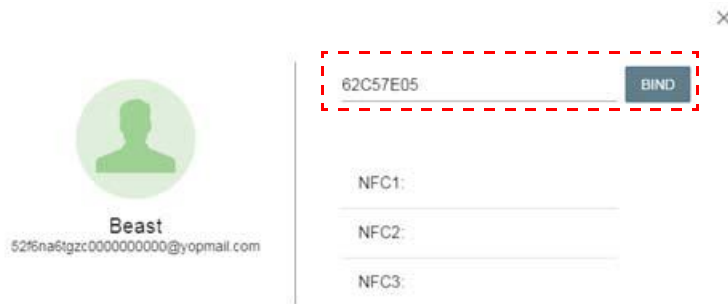 62C57E05
BIND
Beast
52f6na6tgzc0000000000@yopmail.com
NFC1:
NFC2:
NFC3: